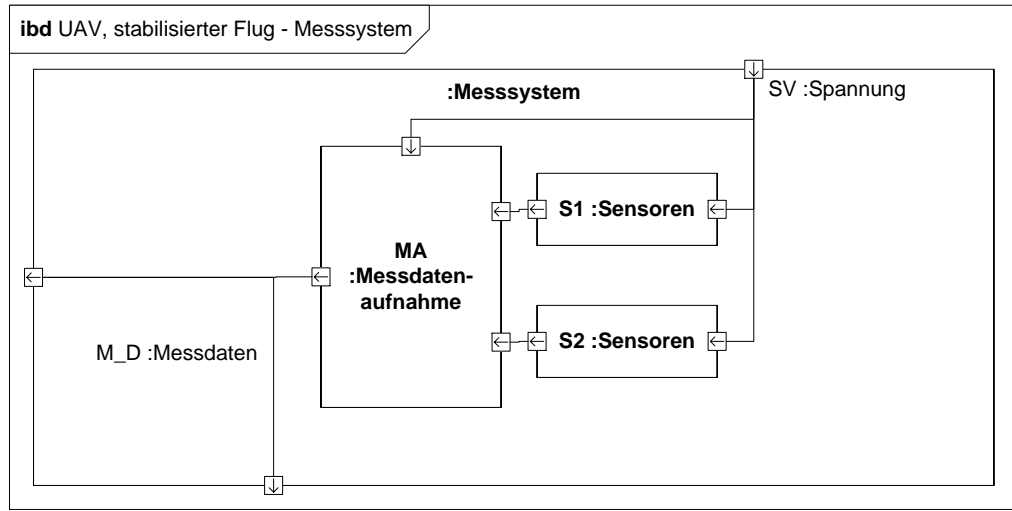 ibd UAV, stabilisierter Flug - Messsystem
:Messsystem
SV :Spannung
S1 :Sensoren
MA
:Messdaten-
aufnahme
S2 :Sensoren
M_D :Messdaten